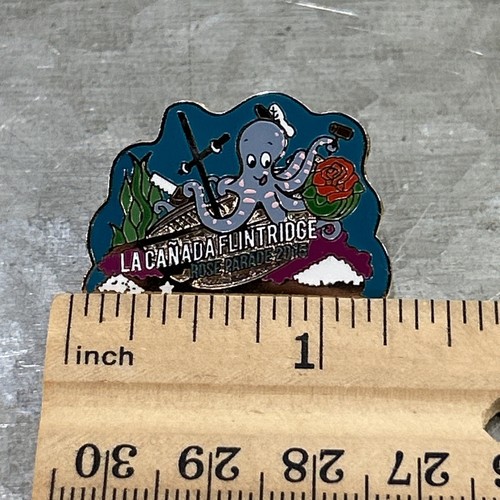 LA CAÑADA FLINTRIDGE
ROSE PARADE 2015
inch
1
30 29 28 27